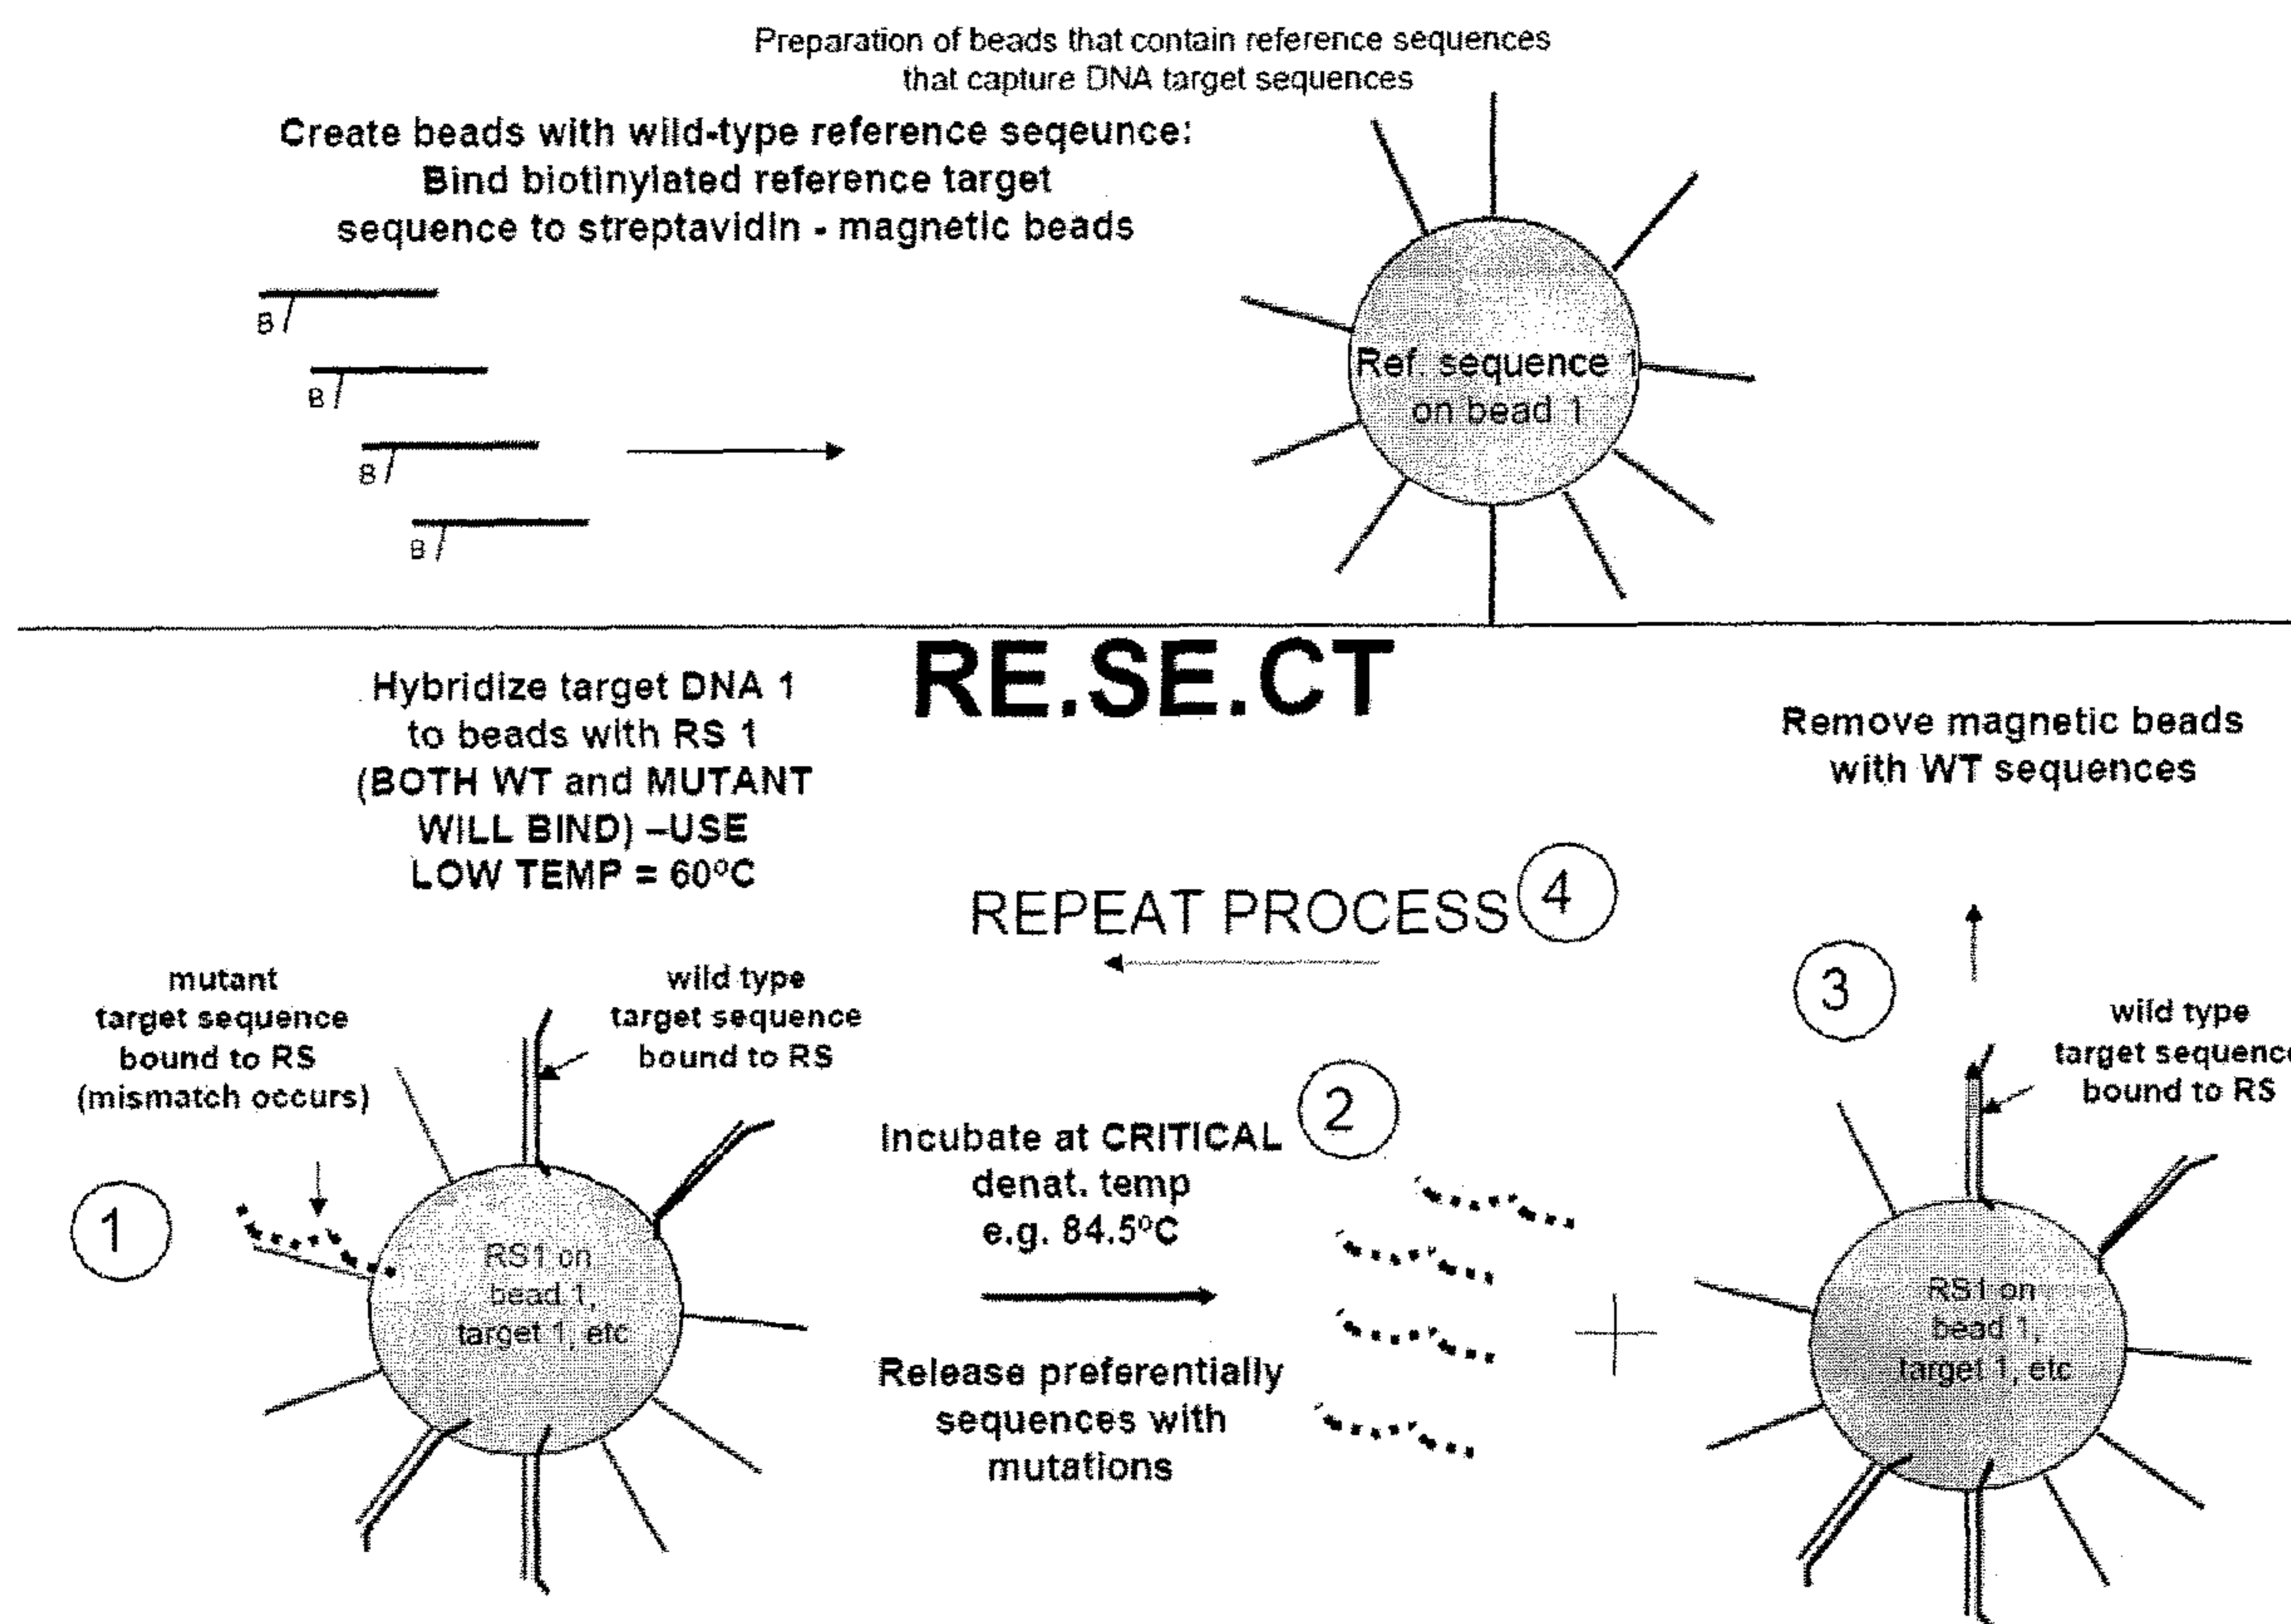 Preparation of beads that contain reference sequences
that capture DNA target sequences
Create beads with wild-type reference seqeunce:
Bind biotinylated reference target
sequence to streptavidin - magnetic beads
B
B
B
B
Ref. sequence 1
on bead 1
RE.SE.CT
Hybridize target DNA 1
to beads with RS 1
(BOTH WT and MUTANT
WILL BIND) –USE
LOW TEMP = 60ºC
Remove magnetic beads
with WT sequences
REPEAT PROCESS
4
mutant
target sequence
bound to RS
(mismatch occurs)
wild type
target sequence
bound to RS
1
RS1 on
bead 1,
target 1, etc
Incubate at CRITICAL
denat. temp
e.g. 84.5ºC
2
Release preferentially
sequences with
mutations
3
wild type
target sequence
bound to RS
RS1 on
bead 1,
target 1, etc